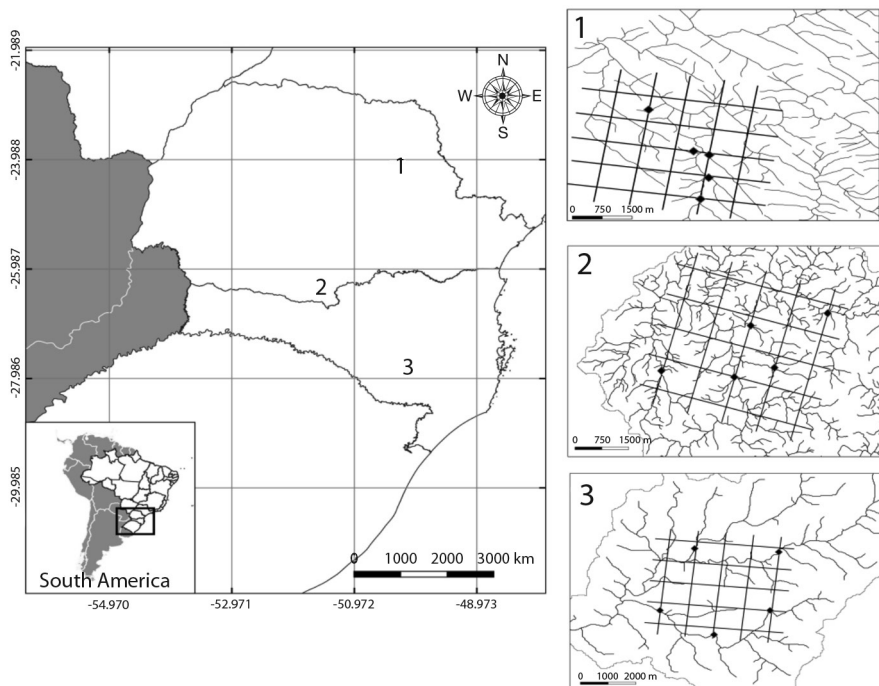 -21.989
-23.988
-25.987
-27.986
-29.985
N
W E
S
1
2
3
South America
0 1000 2000 3000 km
-54.970 -52.971 -50.972 -48.973
1
0 750 1500 m
2
0 750 1500 m
3
0 1000 2000 m